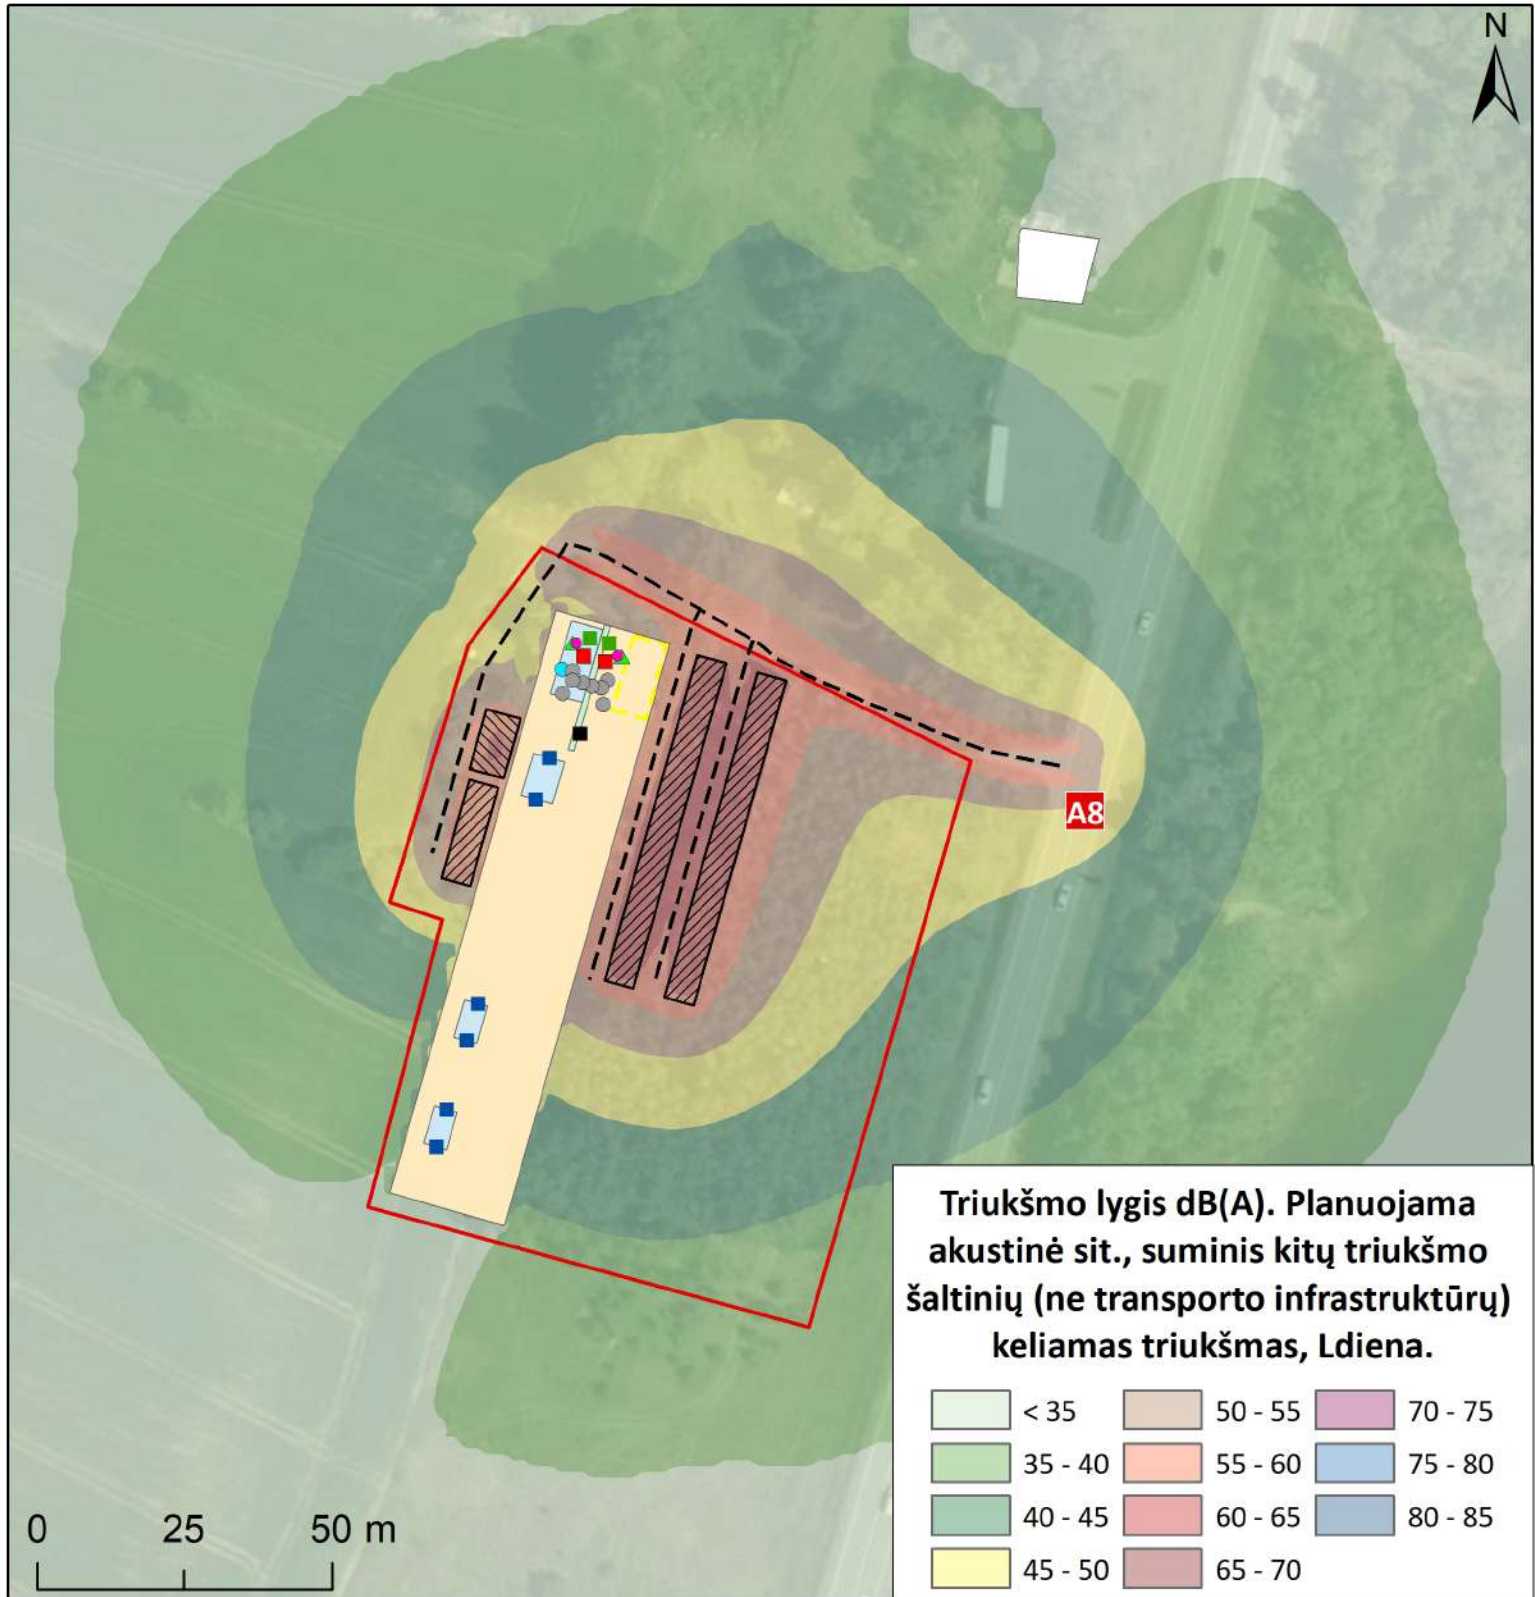 N
A8
Triukšmo lygis dB(A). Planuojama
akustinė sit., suminis kitų triukšmo
šaltinių (ne transporto infrastruktūrų)
keliamas triukšmas, Ldiena.
< 35 50 - 55 70 - 75
35 - 40 55 - 60 75 - 80
40 - 45 60 - 65 80 - 85
45 - 50 65 - 70
0 25 50 m